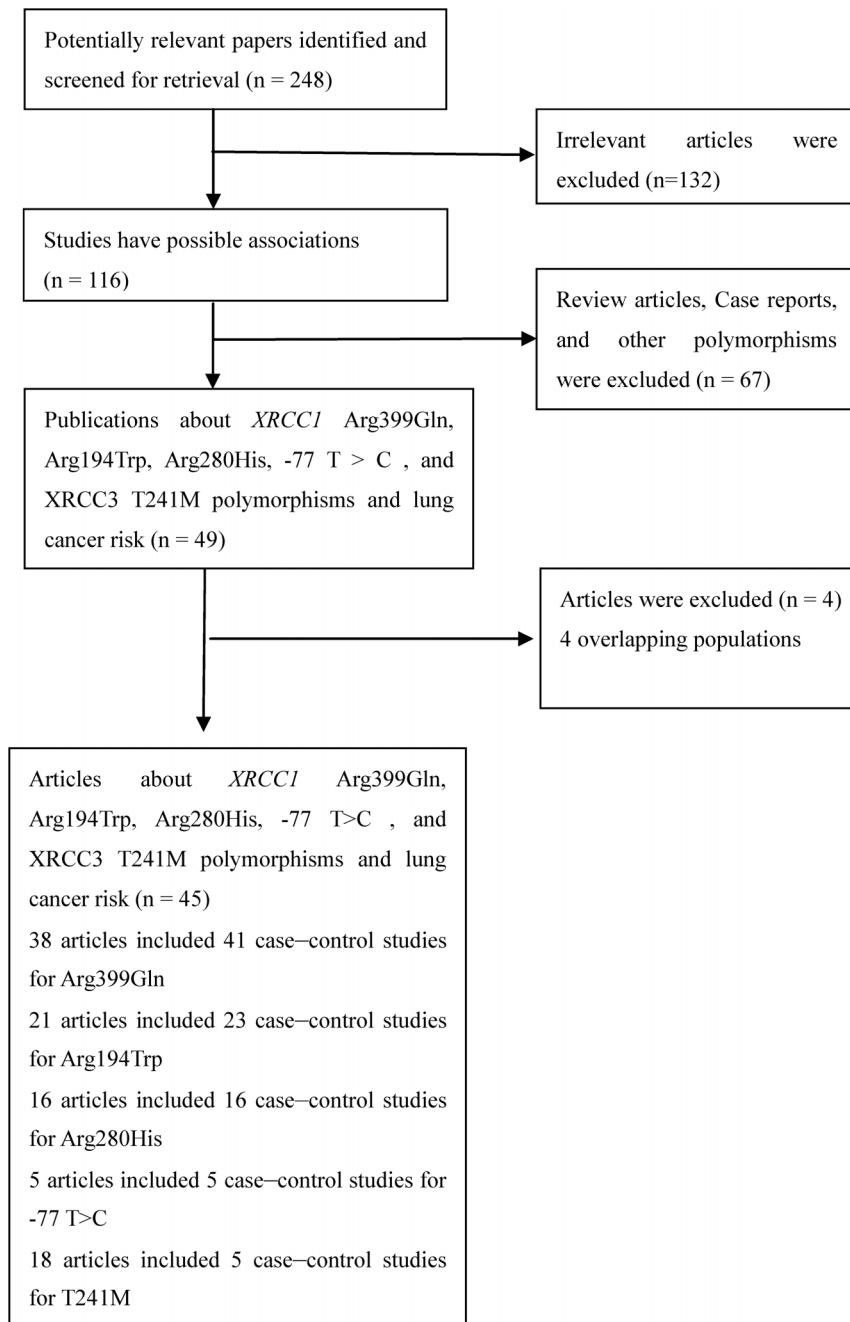 Potentially relevant papers identified and
screened for retrieval (n = 248)
Irrelevant articles were
excluded (n=132)
Studies have possible associations
(n = 116)
Review articles, Case reports,
and other polymorphisms
were excluded (n = 67)
Publications about XRCC1 Arg399Gln,
Arg194Trp, Arg280His, -77 T > C , and
XRCC3 T241M polymorphisms and lung
cancer risk (n = 49)
Articles were excluded (n = 4)
4 overlapping populations
Articles about XRCC1 Arg399Gln,
Arg194Trp, Arg280His, -77 T>C , and
XRCC3 T241M polymorphisms and lung
cancer risk (n = 45)
38 articles included 41 case–control studies
for Arg399Gln
21 articles included 23 case–control studies
for Arg194Trp
16 articles included 16 case–control studies
for Arg280His
5 articles included 5 case–control studies for
-77 T>C
18 articles included 5 case–control studies
for T241M